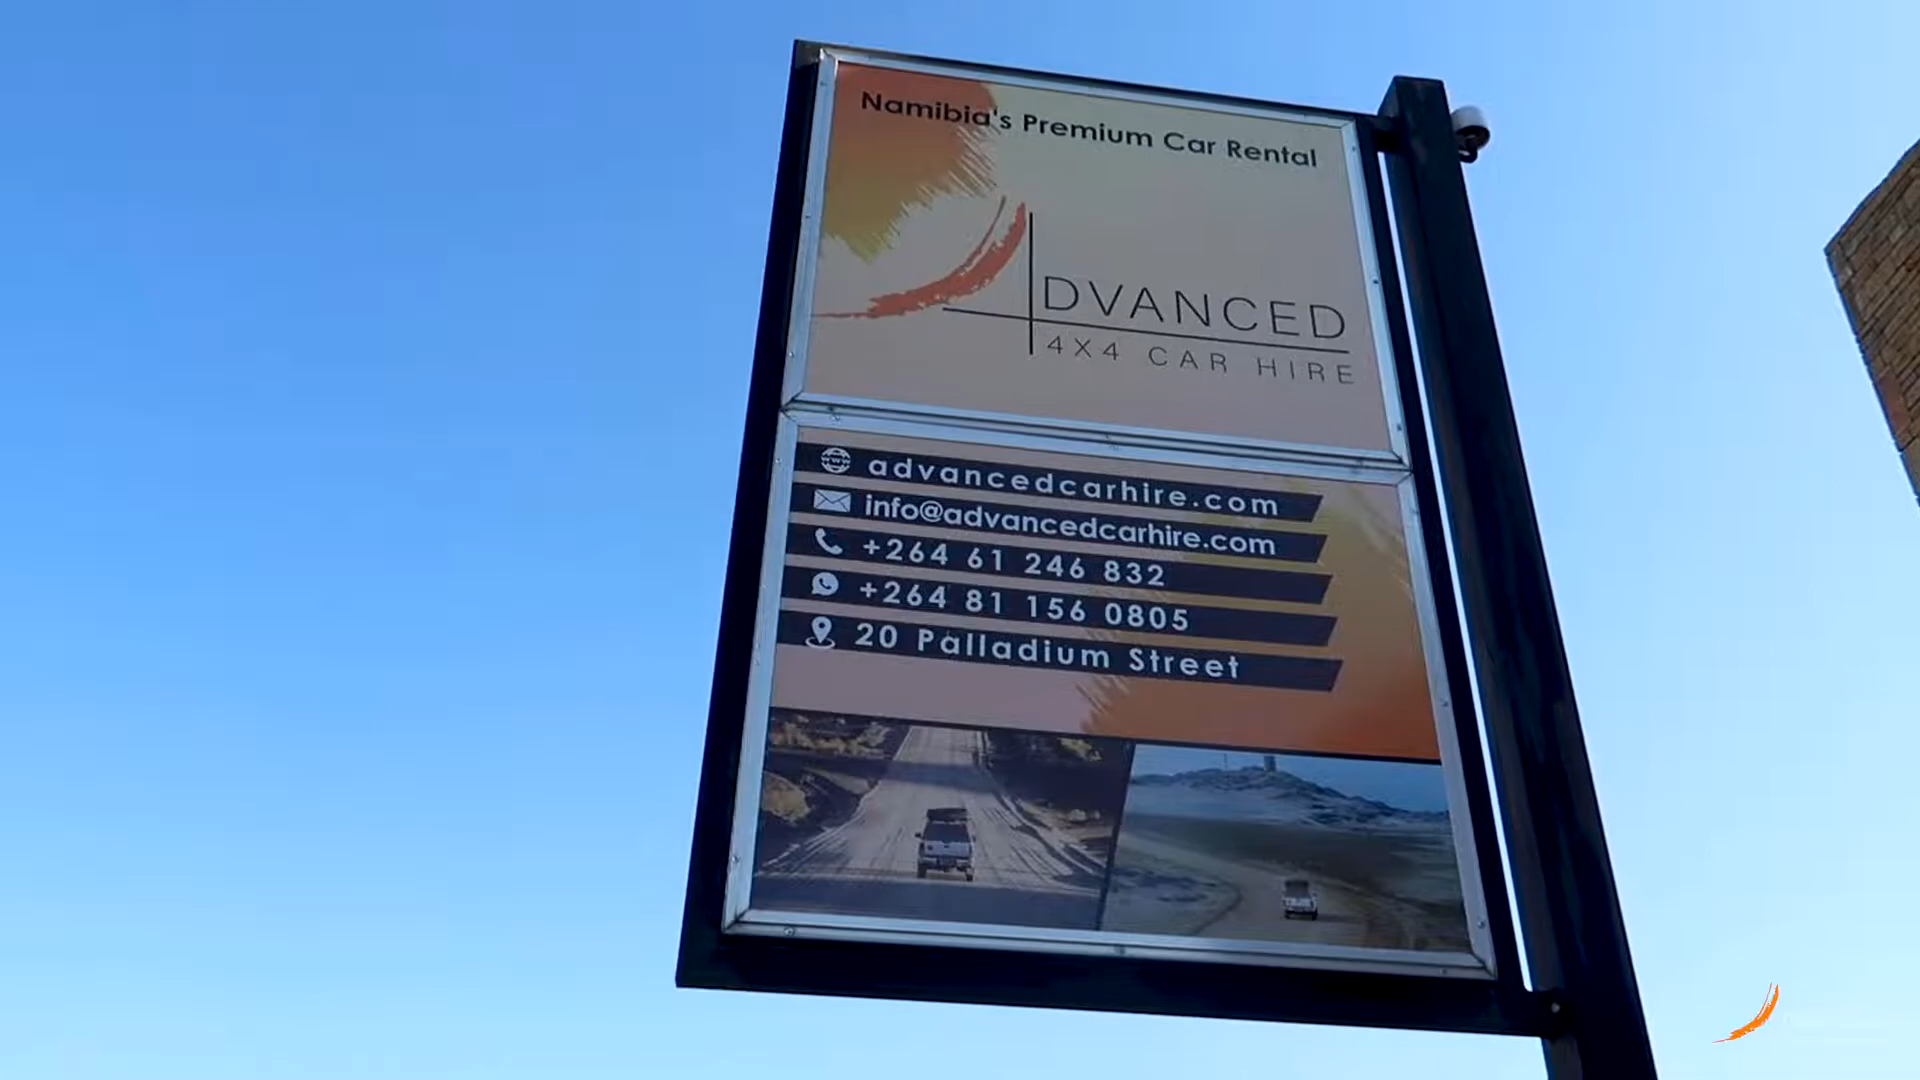 Namibia's Premium Car Rental
ADVANCED
4X4 CAR HIRE
advancedcarhire.com
info@advancedcarhire.com
+264 61 246 832
+264 81 156 0805
20 Palladium Street